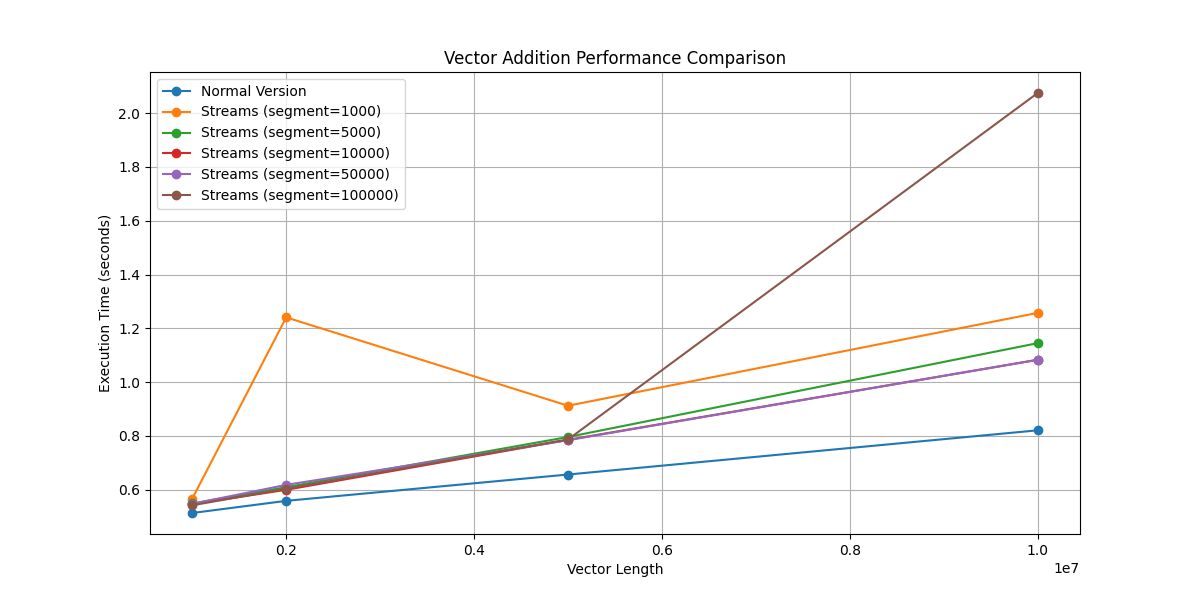 Vector Addition Performance Comparison
Normal Version
Streams (segment=1000)
Streams (segment=5000)
Streams (segment=10000)
Streams (segment=50000)
Streams (segment=100000)
Execution Time (seconds)
2.0
1.8
1.6
1.4
1.2
1.0
0.8
0.6
0.2
0.4
0.6
0.8
1.0
1e7
Vector Length